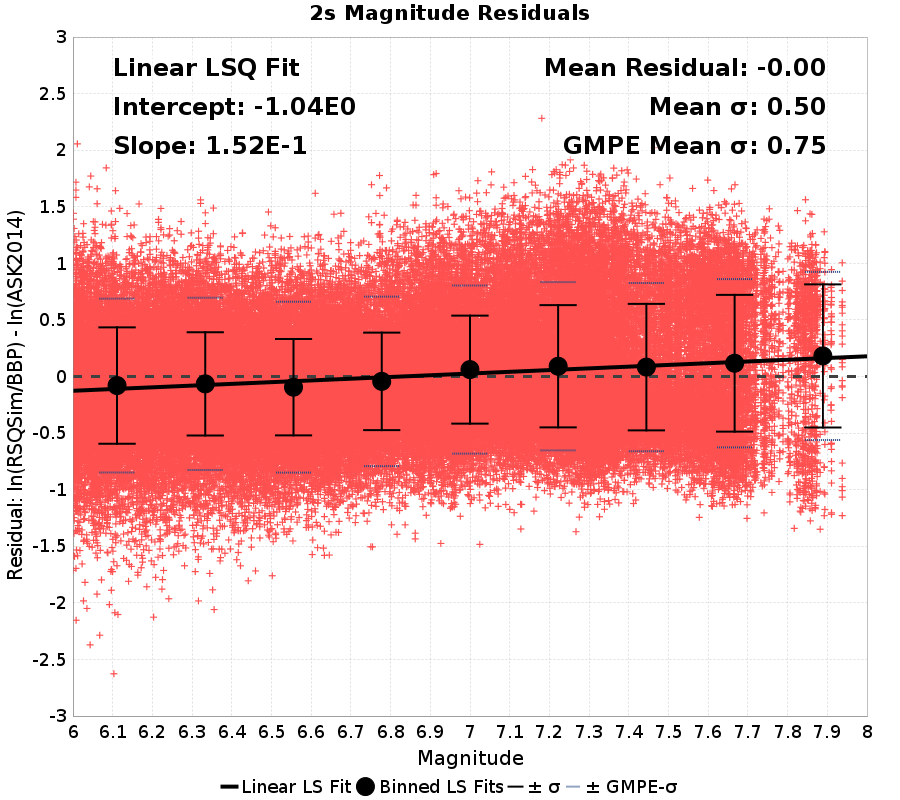 2s Magnitude Residuals
Linear LSQ Fit
Mean Residual: -0.00
Intercept: -1.04E0
Mean σ: 0.50
Slope: 1.52E-1
GMPE Mean σ: 0.75
Residual: ln(RSQSim/BBP) - ln(ASK2014)
3
2.5
2
1.5
1
0.5
0
-0.5
-1
-1.5
-2
-2.5
-3
6 6.1 6.2 6.3 6.4 6.5 6.6 6.7 6.8 6.9 7 7.1 7.2 7.3 7.4 7.5 7.6 7.7 7.8 7.9 8
Magnitude
Linear LS Fit Binned LS Fits ± σ ± GMPE-σ